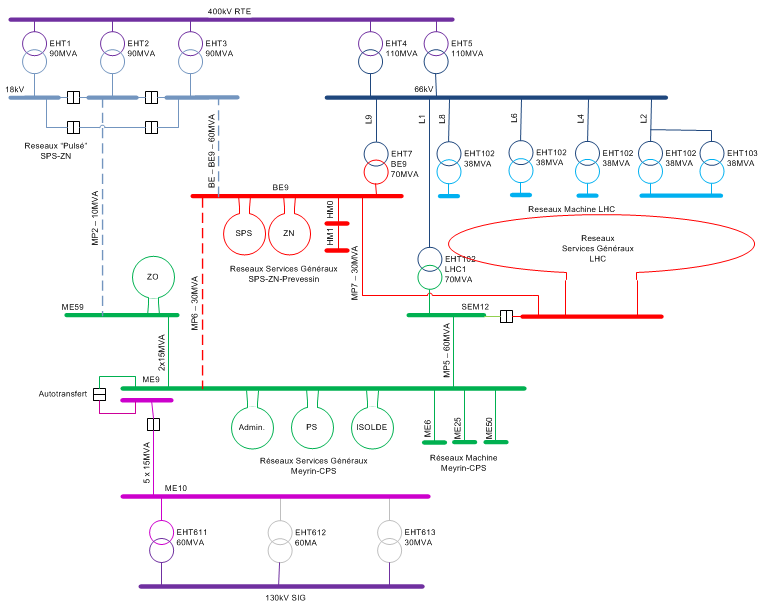 400kV RTE
EHT1
90MVA
EHT2
90MVA
EHT3
90MVA
EHT4
110MVA
EHT5
110MVA
18kV
66kV
L9
L1
L8
L6
L4
L2
Reseaux "Pulsé"
SPS-ZN
BE – BE9 – 60MVA
MP2 – 10MVA
EHT7
BE9
70MVA
EHT102
38MVA
EHT102
38MVA
EHT102
38MVA
EHT102
38MVA
EHT103
38MVA
BE9
Reseaux Machine LHC
SPS
ZN
HM0
HM1
Reseaux
Services Généraux
LHC
Reseaux Services Généraux
SPS-ZN-Prevessin
MP7 – 30MVA
MP6 – 30MVA
EHT102
LHC1
70MVA
ZO
ME59
SEM12
2x15MVA
MP5 – 60MVA
ME9
Autotransfert
Admin.
PS
ISOLDE
ME6
ME25
ME50
Réseaux Services Généraux
Meyrin-CPS
Réseaux Machine
Meyrin-CPS
5 x 15MVA
ME10
EHT611
60MVA
EHT612
60MA
EHT613
30MVA
130kV SIG